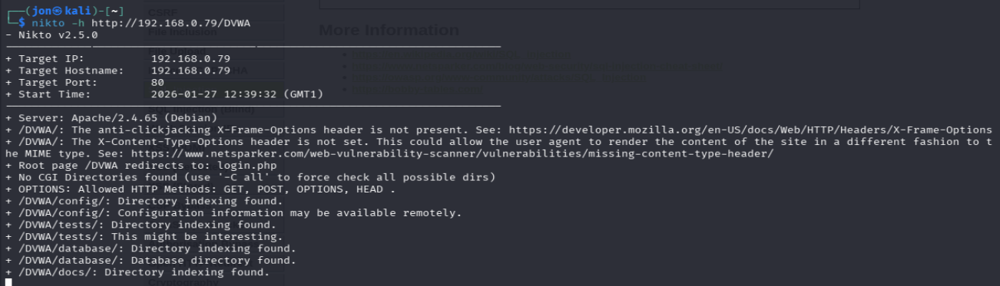 ┌──(jon㉿kali)-[~]
└─$ nikto -h http://192.168.0.79/DVWA
- Nikto v2.5.0
+ Target IP: 192.168.0.79
+ Target Hostname: 192.168.0.79
+ Target Port: 80
+ Start Time: 2026-01-27 12:39:32 (GMT1)
+ Server: Apache/2.4.65 (Debian)
+ /DVWA/: The anti-clickjacking X-Frame-Options header is not present. See: https://developer.mozilla.org/en-US/docs/Web/HTTP/Headers/X-Frame-Options
+ /DVWA/: The X-Content-Type-Options header is not set. This could allow the user agent to render the content of the site in a different fashion to t
he MIME type. See: https://www.netsparker.com/web-vulnerability-scanner/vulnerabilities/missing-content-type-header/
+ Root page /DVWA redirects to: login.php
+ No CGI Directories found (use '-C all' to force check all possible dirs)
+ OPTIONS: Allowed HTTP Methods: GET, POST, OPTIONS, HEAD .
+ /DVWA/config/: Directory indexing found.
+ /DVWA/config/: Configuration information may be available remotely.
+ /DVWA/tests/: Directory indexing found.
+ /DVWA/tests/: This might be interesting.
+ /DVWA/database/: Directory indexing found.
+ /DVWA/database/: Database directory found.
+ /DVWA/docs/: Directory indexing found.
CSRF
File Inclusion
File Upload
SQL Injection (Blind)
Cryptography
More Information